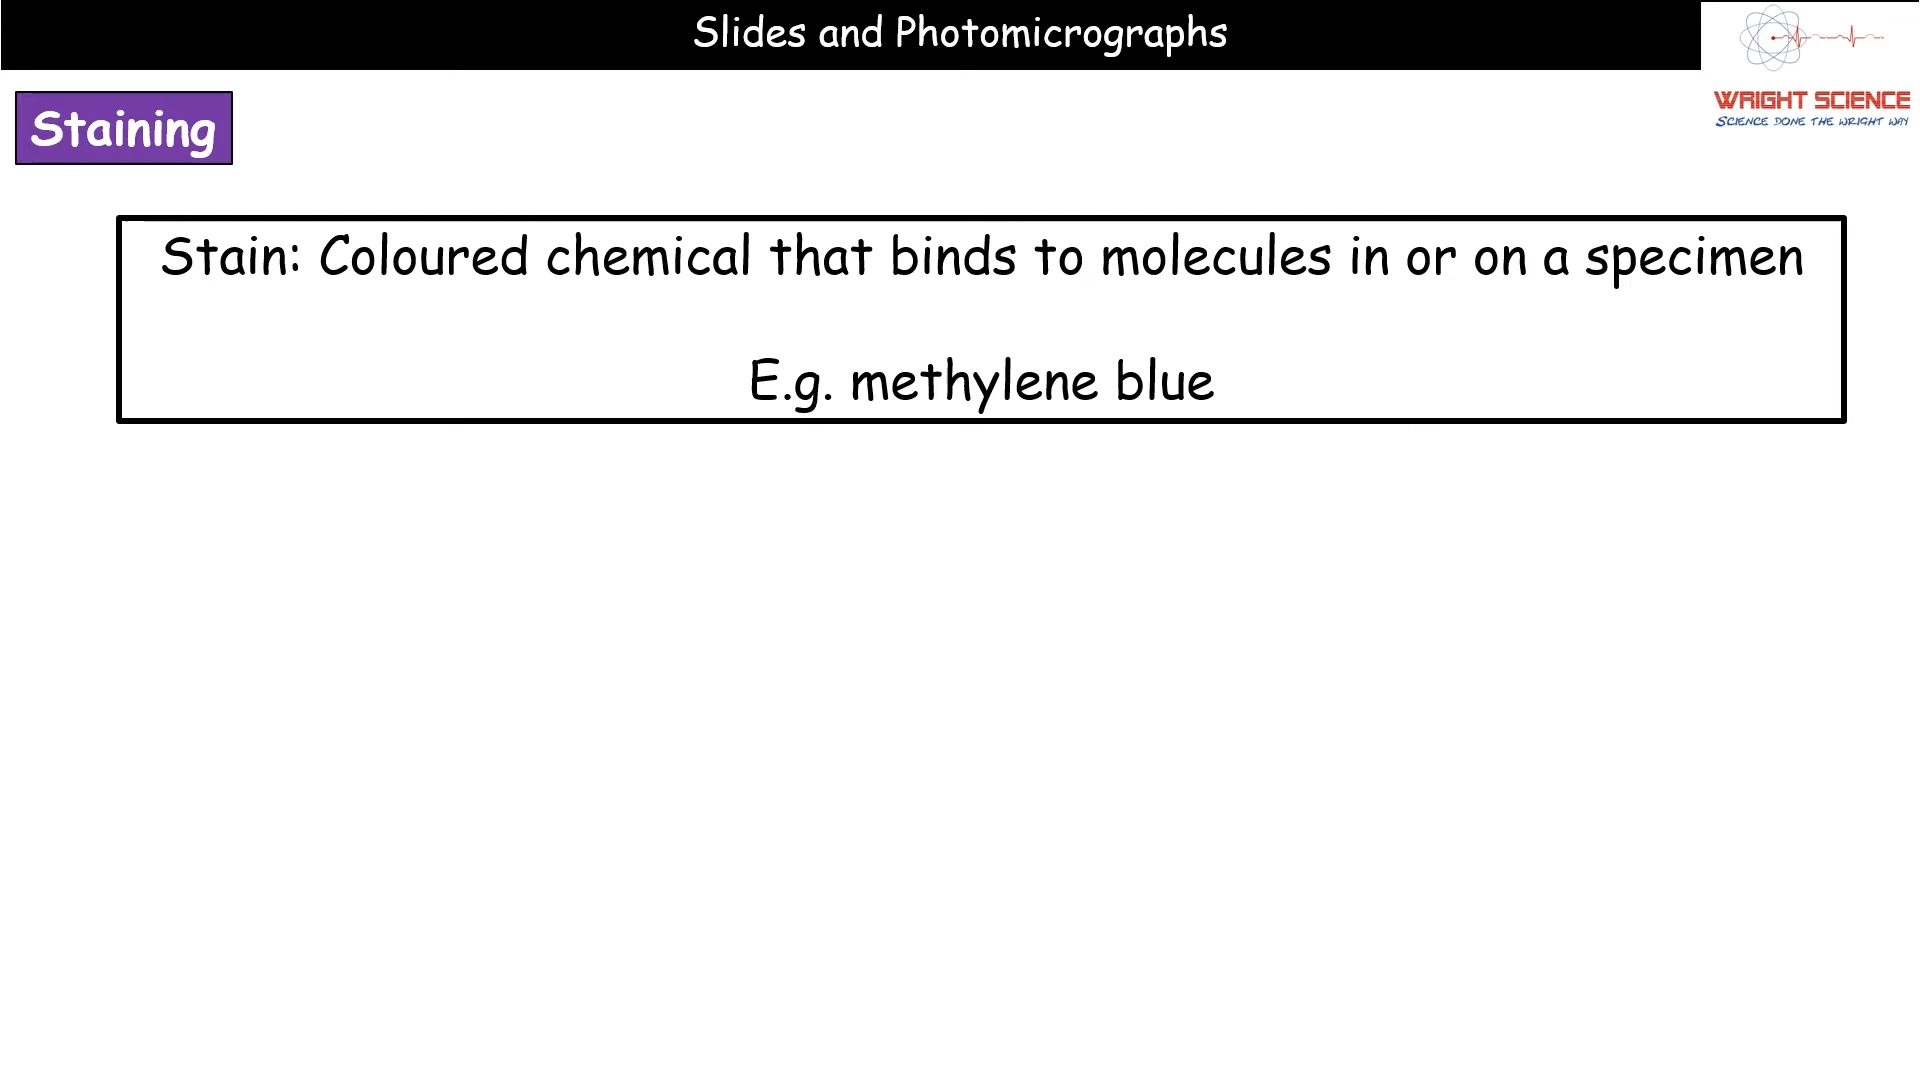 Slides and Photomicrographs
WRIGHT SCIENCE
SCIENCE DONE THE WRIGHT WAY
Staining
Stain: Coloured chemical that binds to molecules in or on a specimen
E.g. methylene blue